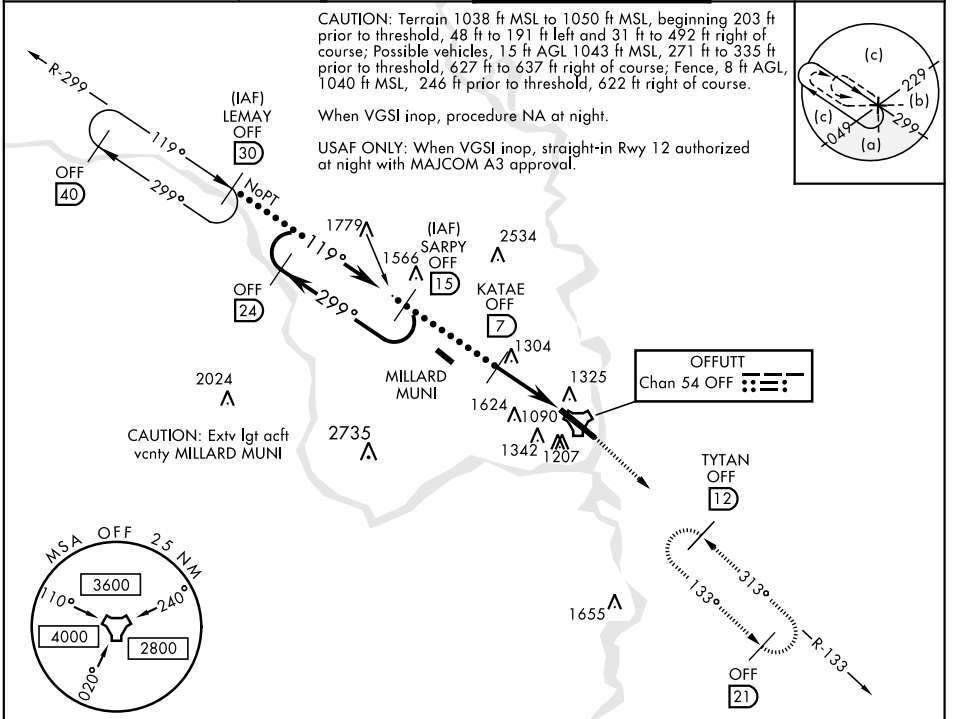 CAUTION: Terrain 1038 ft MSL to 1050 ft MSL, beginning 203 ft
prior to threshold, 48 ft to 191 ft left and 31 ft to 492 ft right of
course; Possible vehicles, 15 ft AGL 1043 ft MSL, 271 ft to 335 ft
prior to threshold, 627 ft to 637 ft right of course; Fence, 8 ft AGL,
1040 ft MSL, 246 ft prior to threshold, 622 ft right of course.
When VGSI inop, procedure NA at night.
USAF ONLY: When VGSI inop, straight-in Rwy 12 authorized
at night with MAJCOM A3 approval.
(c)
229
(b)
(c)
299
049
(a)
R-299
(IAF)
LEMAY
OFF
30
119°
299°
OFF
40
NoPT
1779
119°
1566
(IAF)
SARPY
OFF
15
2534
299°
OFF
24
KATAE
OFF
7
1304
MILLARD
MUNI
OFFUTT
Chan 54 OFF
1325
1624
1090
1342
1207
2024
CAUTION: Extv lgt acft
vcnty MILLARD MUNI
2735
TYTAN
OFF
12
313°
133°
R-133
OFF
21
1655
MSA OFF 25 NM
3600
110°
240°
4000
2800
020°